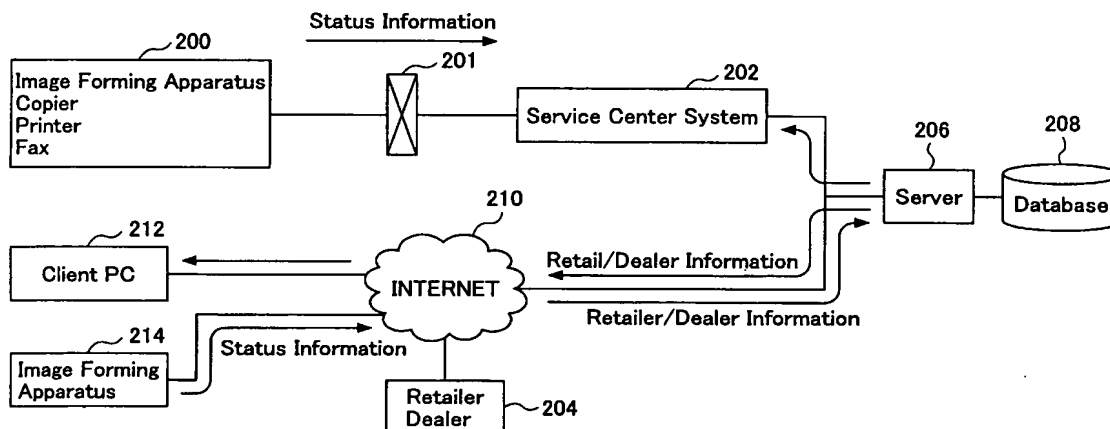 Status Information
200
201
202
Image Forming Apparatus
Copier
Printer
Fax
Service Center System
206
208
Server
Database
210
212
Client PC
INTERNET
Retail/Dealer Information
Retailer/Dealer Information
214
Status Information
Image Forming
Apparatus
Retailer
Dealer
204